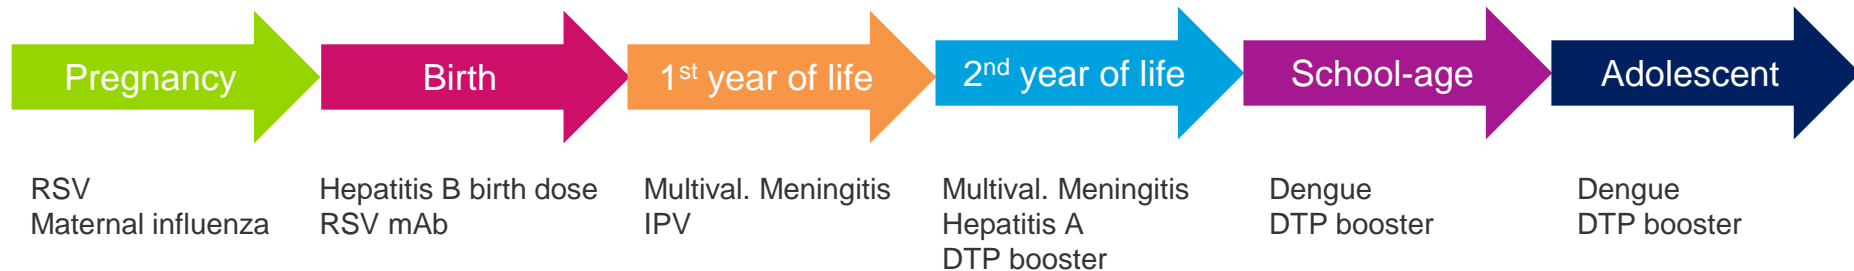 Pregnancy
Birth
1st year of life
2nd year of life
School-age
Adolescent
RSV
Maternal influenza
Hepatitis B birth dose
RSV mAb
Multival. Meningitis
IPV
Multival. Meningitis
Hepatitis A
DTP booster
Dengue
DTP booster
Dengue
DTP booster